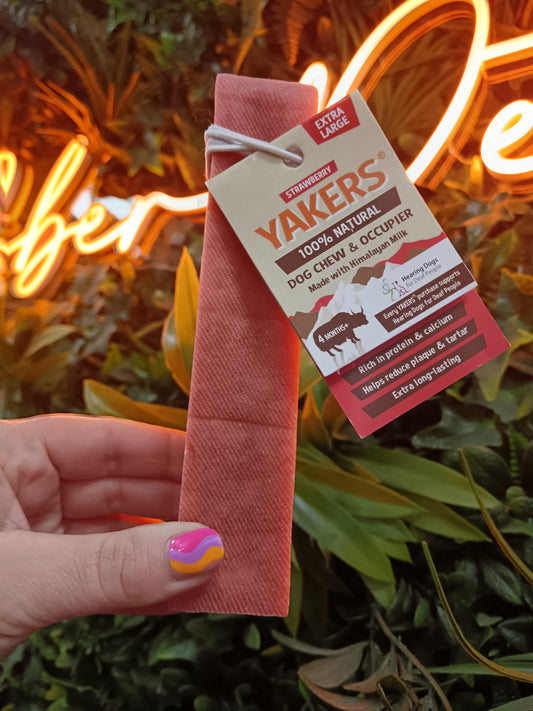 EXTRA
LARGE
STRAWBERRY
YAKERS®
100% NATURAL
DOG CHEW & OCCUPIER
Made with Himalayan Milk
Hearing Dogs
for Deaf People
Every YAKERS® purchase supports
Hearing Dogs for Deaf People
4 MONTHS+
Rich in protein & calcium
Helps reduce plaque & tartar
Extra long-lasting